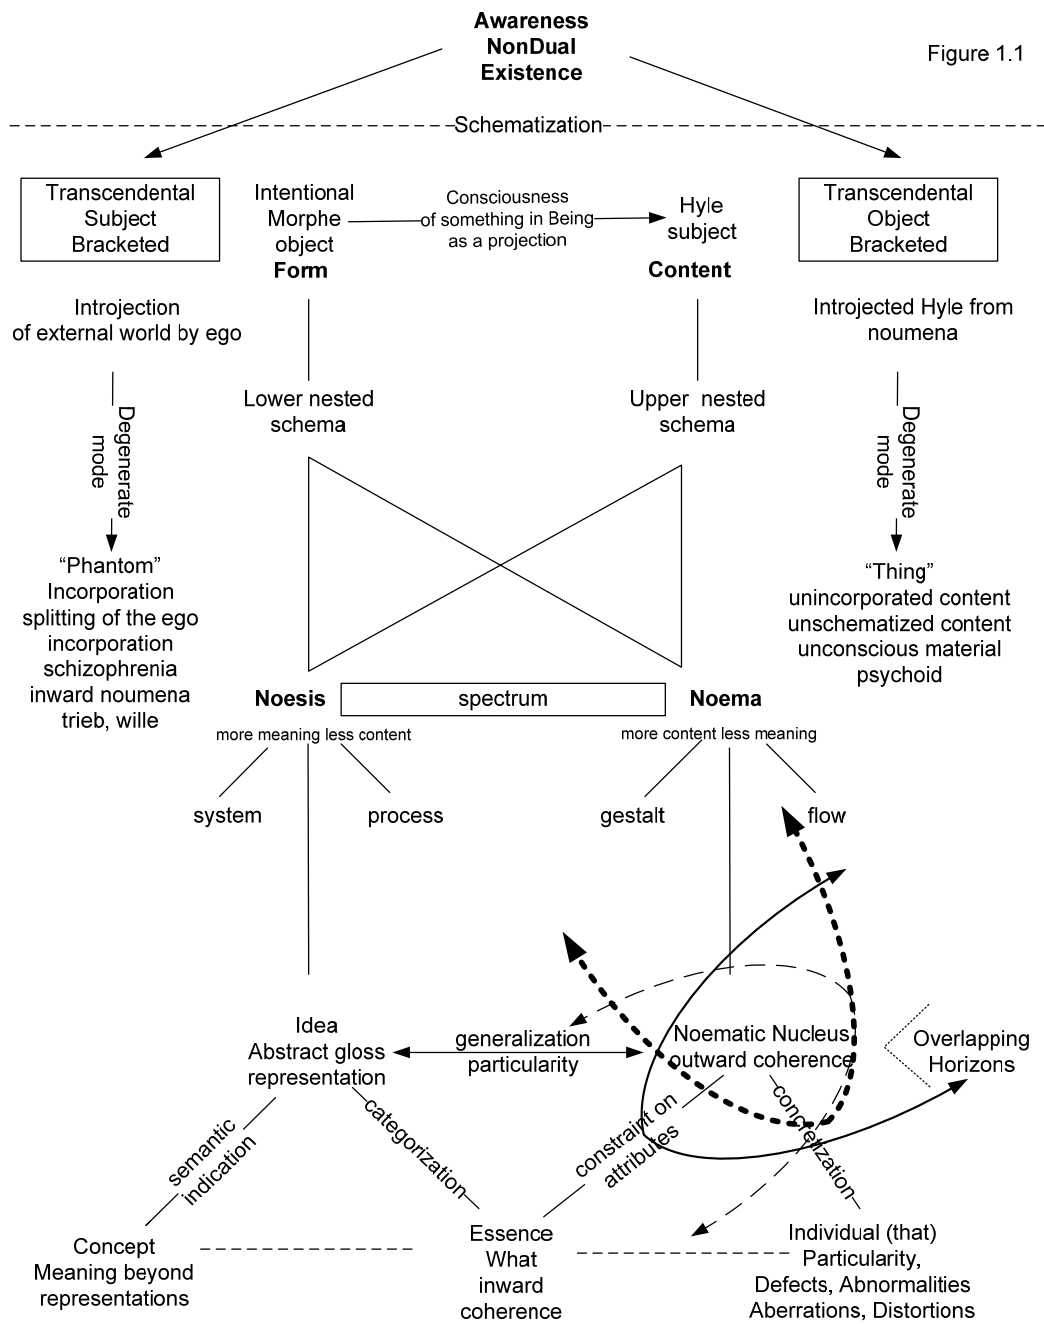 Awareness
NonDual
Existence
Figure 1.1
Schematization
Transcendental
Subject
Bracketed
Intentional
Morphe
object
Form
Consciousness
of something in Being
as a projection
Hyle
subject
Content
Transcendental
Object
Bracketed
Introjection
of external world by ego
Introjected Hyle from
noumena
Lower nested
schema
Upper nested
schema
Degenerate
mode
Degenerate
mode
“Phantom”
Incorporation
splitting of the ego
incorporation
schizophrenia
inward noumena
trieb, wille
“Thing”
unincorporated content
unschematized content
unconscious material
psychoid
Noesis
spectrum
Noema
more meaning less content
more content less meaning
system
process
gestalt
flow
Idea
Abstract gloss
representation
generalization
particularity
Noematic Nucleus
outward coherence
Overlapping
Horizons
semantic
indication
categorization
constraint on
attributes
concretization
Concept
Meaning beyond
representations
Essence
What
inward
coherence
Individual (that)
Particularity,
Defects, Abnormalities
Aberrations, Distortions